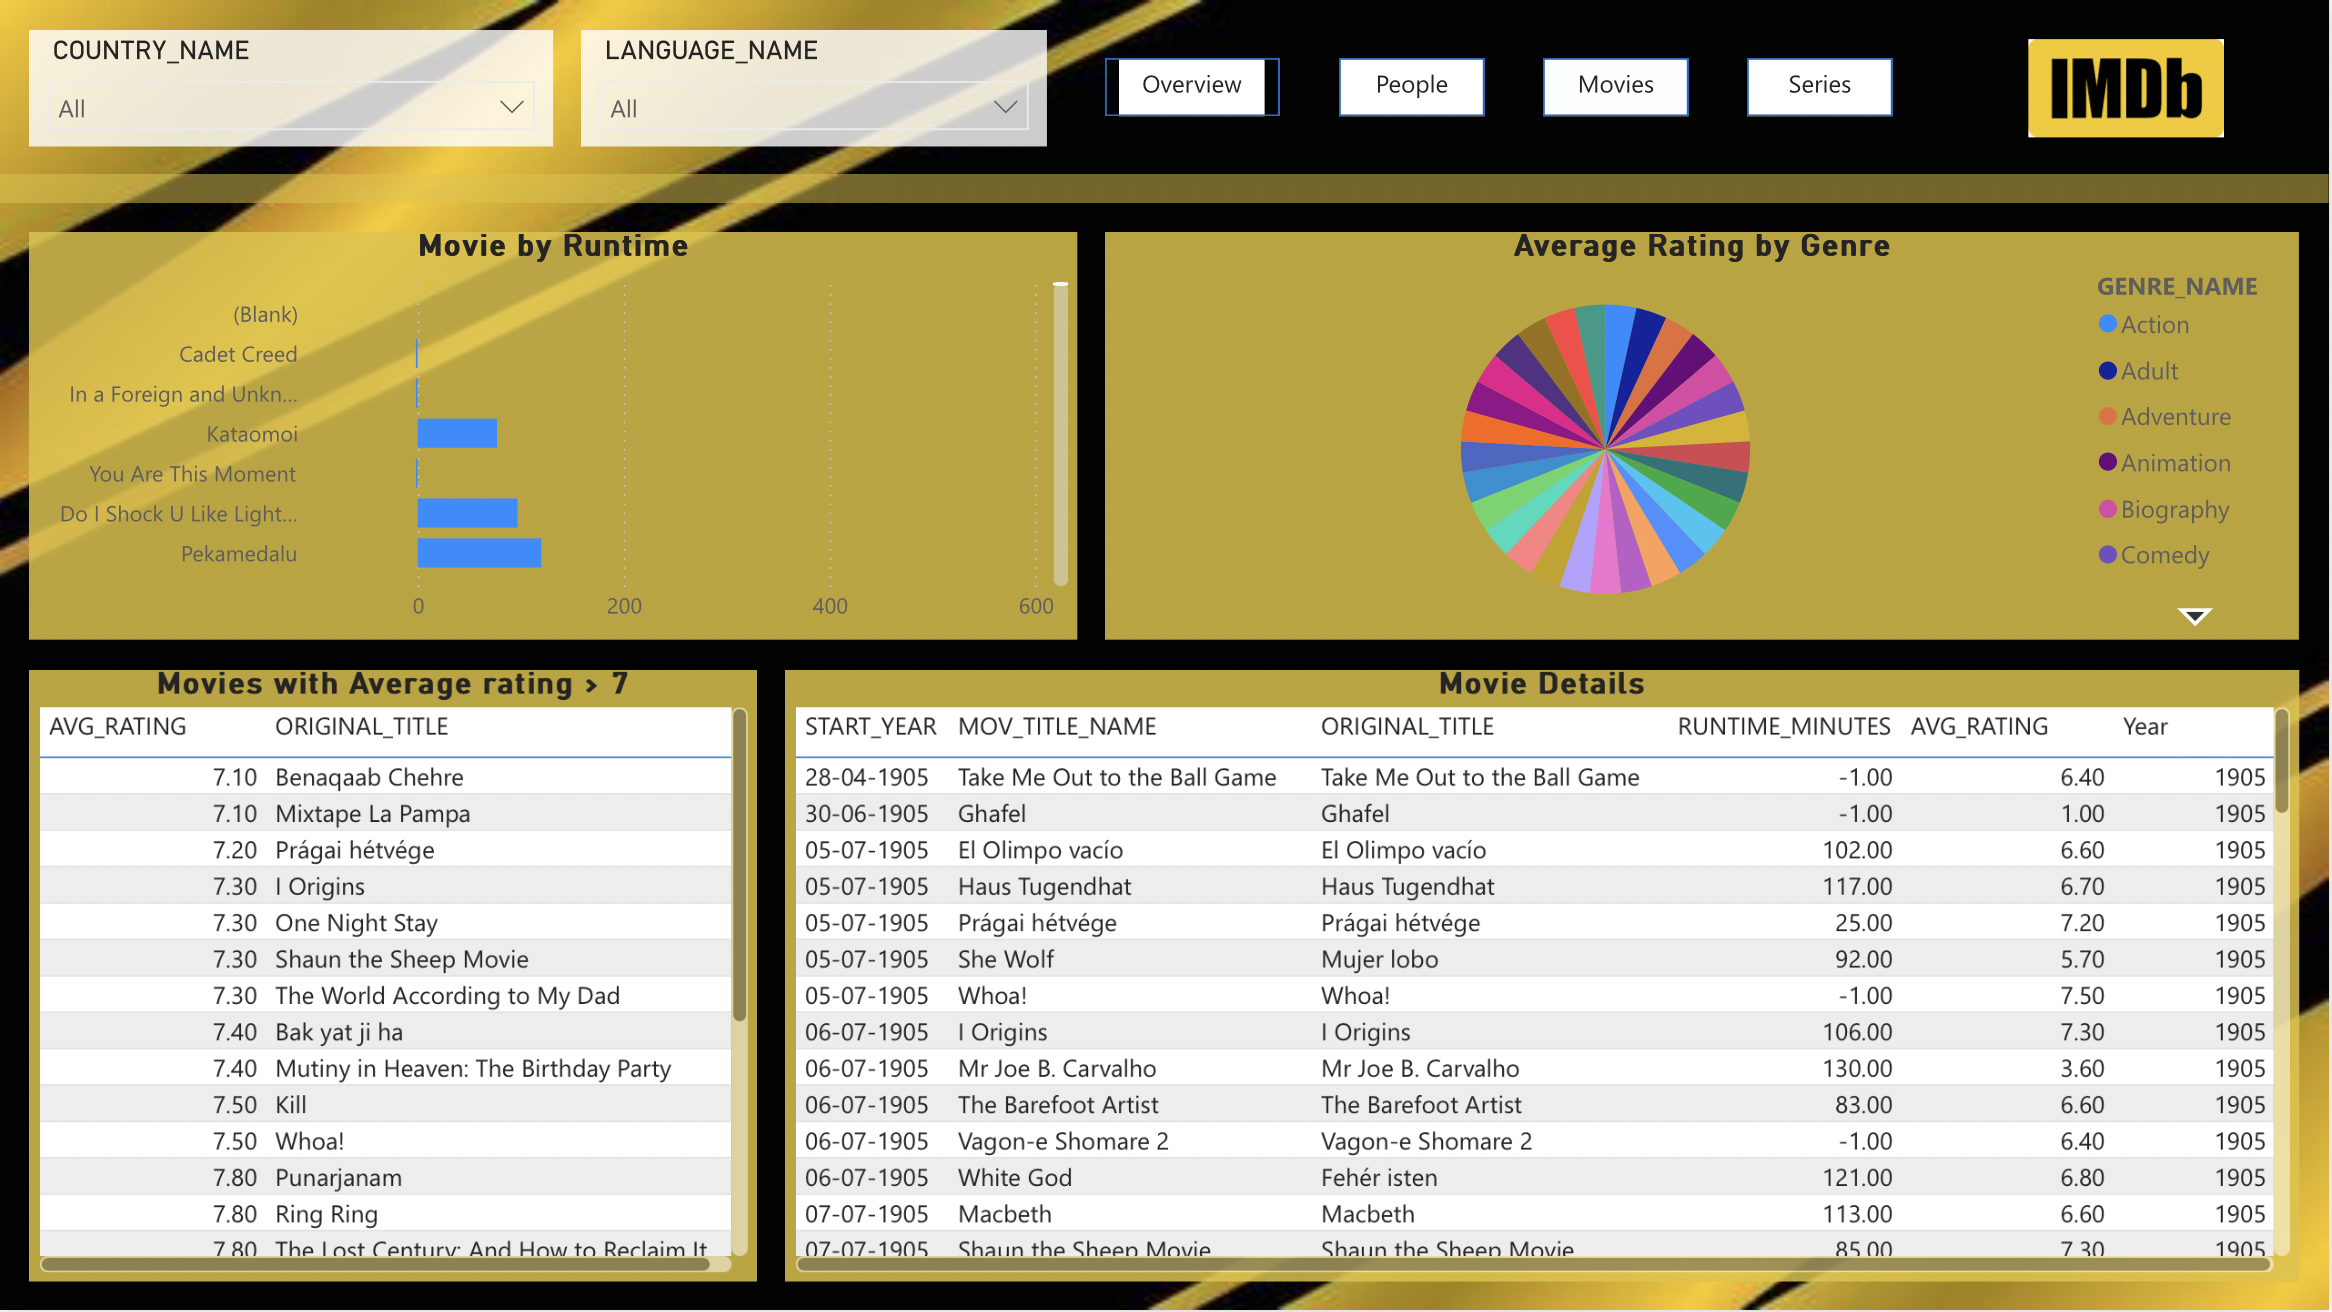 COUNTRY_NAME
All
LANGUAGE_NAME
All
Overview
People
Movies
Series
IMDb
Movie by Runtime
(Blank)
Cadet Creed
In a Foreign and Unkn...
Kataomoi
You Are This Moment
Do I Shock U Like Light...
Pekamedalu
0 200 400 600
Average Rating by Genre
GENRE_NAME
Action
Adult
Adventure
Animation
Biography
Comedy
Movies with Average rating > 7
AVG_RATING ORIGINAL_TITLE
7.10 Benaqaab Chehre
7.10 Mixtape La Pampa
7.20 Prágai hétvége
7.30 I Origins
7.30 One Night Stay
7.30 Shaun the Sheep Movie
7.30 The World According to My Dad
7.40 Bak yat ji ha
7.40 Mutiny in Heaven: The Birthday Party
7.50 Kill
7.50 Whoa!
7.80 Punarjanam
7.80 Ring Ring
7.80 The Lost Century: And How to Reclaim It
Movie Details
START_YEAR MOV_TITLE_NAME ORIGINAL_TITLE RUNTIME_MINUTES AVG_RATING Year
28-04-1905 Take Me Out to the Ball Game Take Me Out to the Ball Game -1.00 6.40 1905
30-06-1905 Ghafel Ghafel -1.00 1.00 1905
05-07-1905 El Olimpo vacío El Olimpo vacío 102.00 6.60 1905
05-07-1905 Haus Tugendhat Haus Tugendhat 117.00 6.70 1905
05-07-1905 Prágai hétvége Prágai hétvége 25.00 7.20 1905
05-07-1905 She Wolf Mujer lobo 92.00 5.70 1905
05-07-1905 Whoa! Whoa! -1.00 7.50 1905
06-07-1905 I Origins I Origins 106.00 7.30 1905
06-07-1905 Mr Joe B. Carvalho Mr Joe B. Carvalho 130.00 3.60 1905
06-07-1905 The Barefoot Artist The Barefoot Artist 83.00 6.60 1905
06-07-1905 Vagon-e Shomare 2 Vagon-e Shomare 2 -1.00 6.40 1905
06-07-1905 White God Fehér isten 121.00 6.80 1905
07-07-1905 Macbeth Macbeth 113.00 6.60 1905
07-07-1905 Shaun the Sheep Movie Shaun the Sheep Movie 85.00 7.30 1905